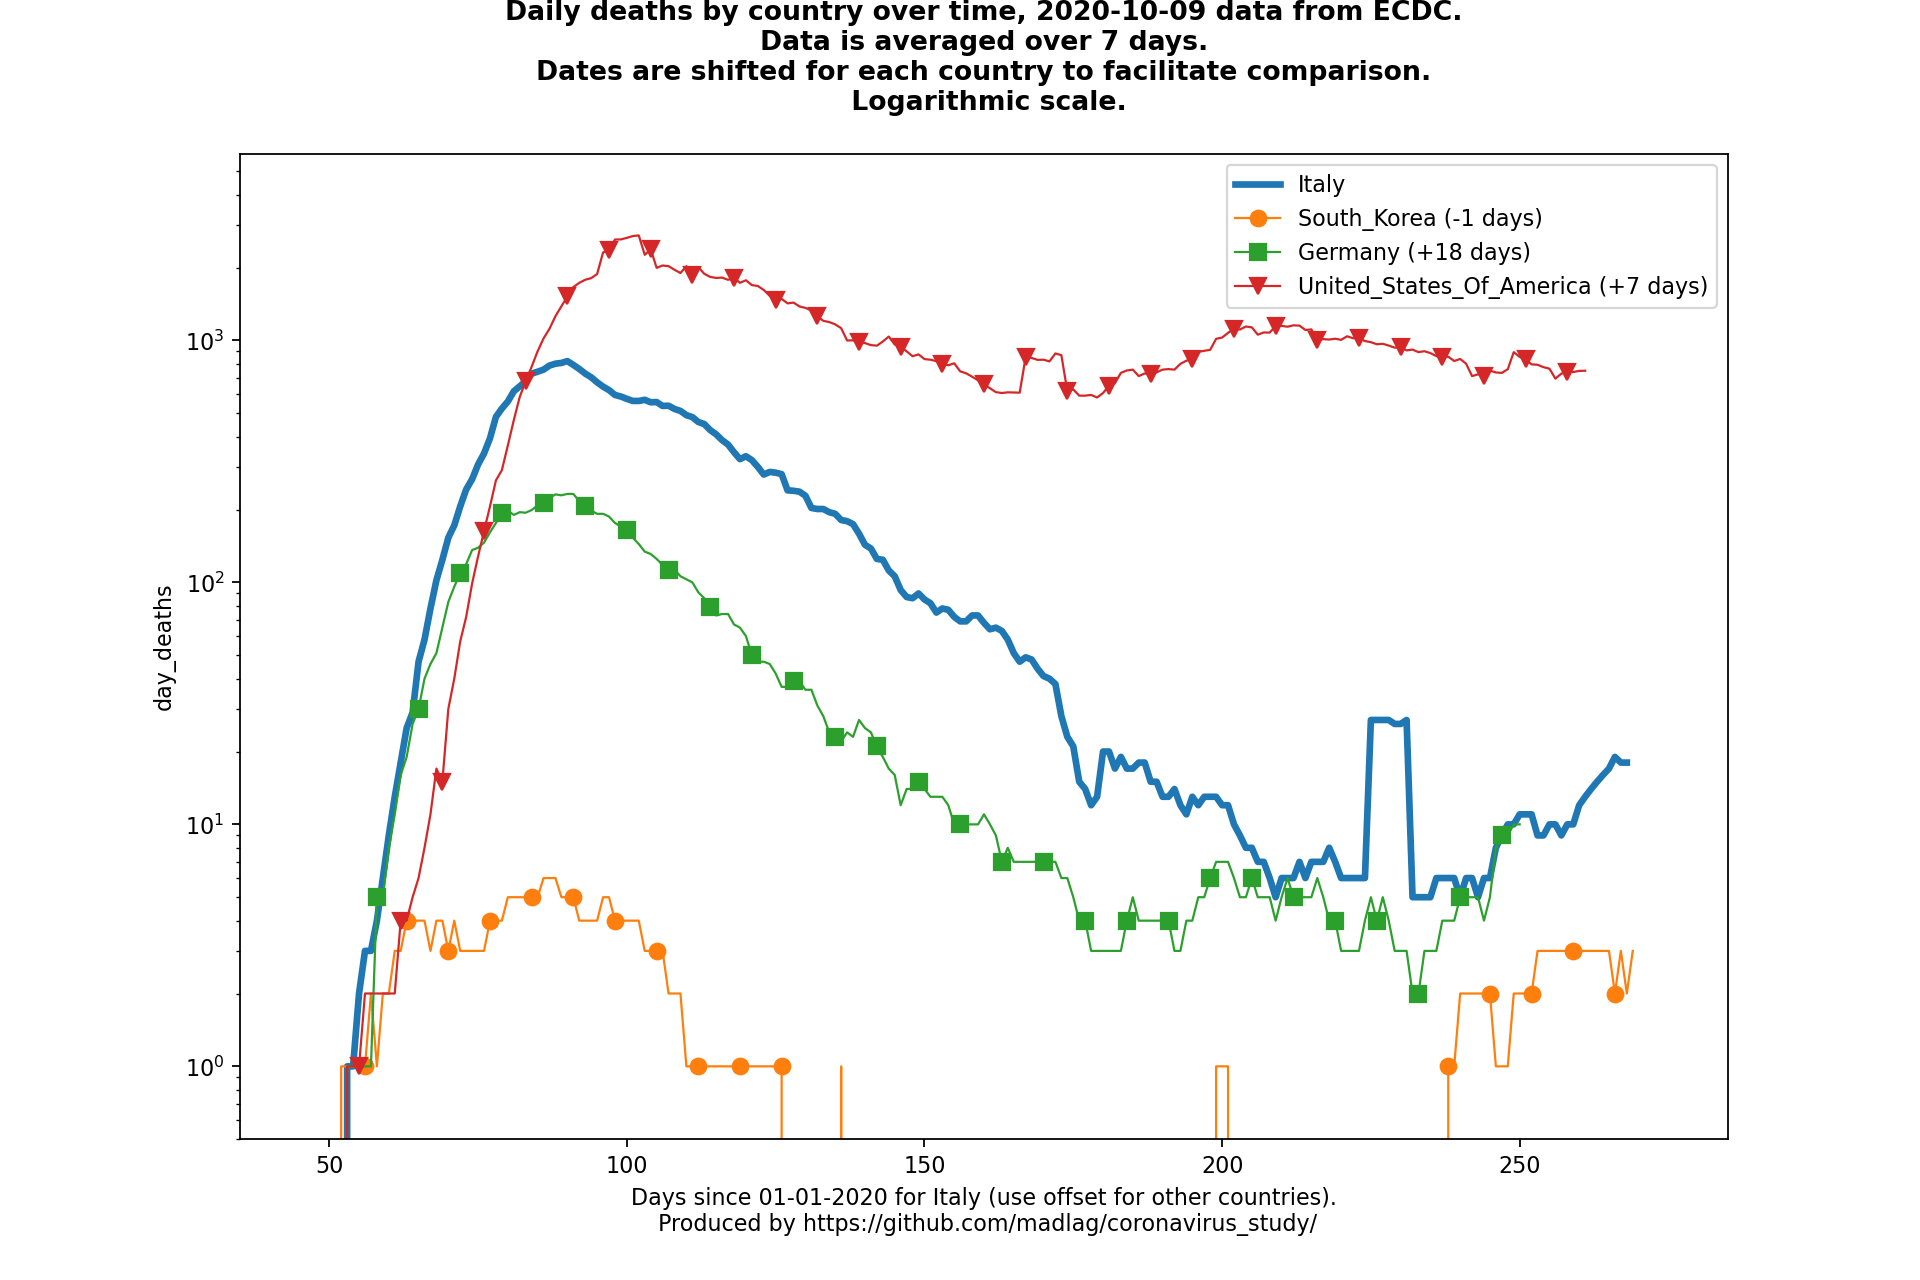 Daily deaths by country over time, 2020-10-09 data from ECDC.
Data is averaged over 7 days.
Dates are shifted for each country to facilitate comparison.
Logarithmic scale.
Italy
South_Korea (-1 days)
Germany (+18 days)
United_States_Of_America (+7 days)
10³
10²
10¹
10⁰
day_deaths
50 100 150 200 250
Days since 01-01-2020 for Italy (use offset for other countries).
Produced by https://github.com/madlag/coronavirus_study/